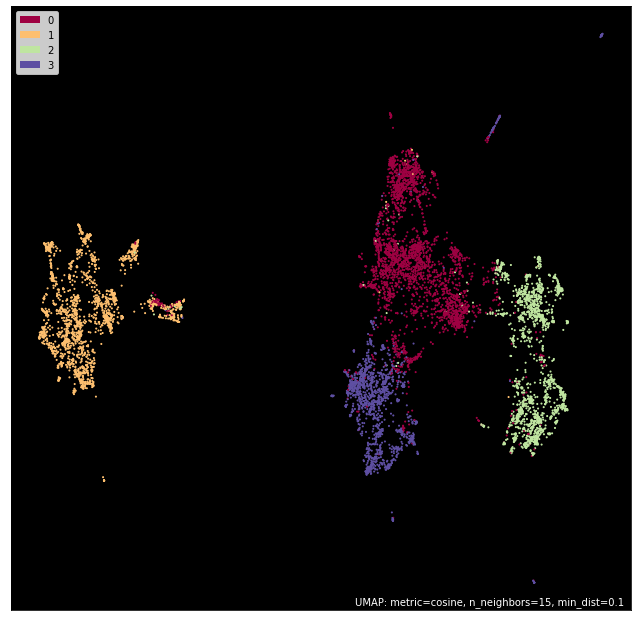 0
1
2
3
UMAP: metric=cosine, n_neighbors=15, min_dist=0.1